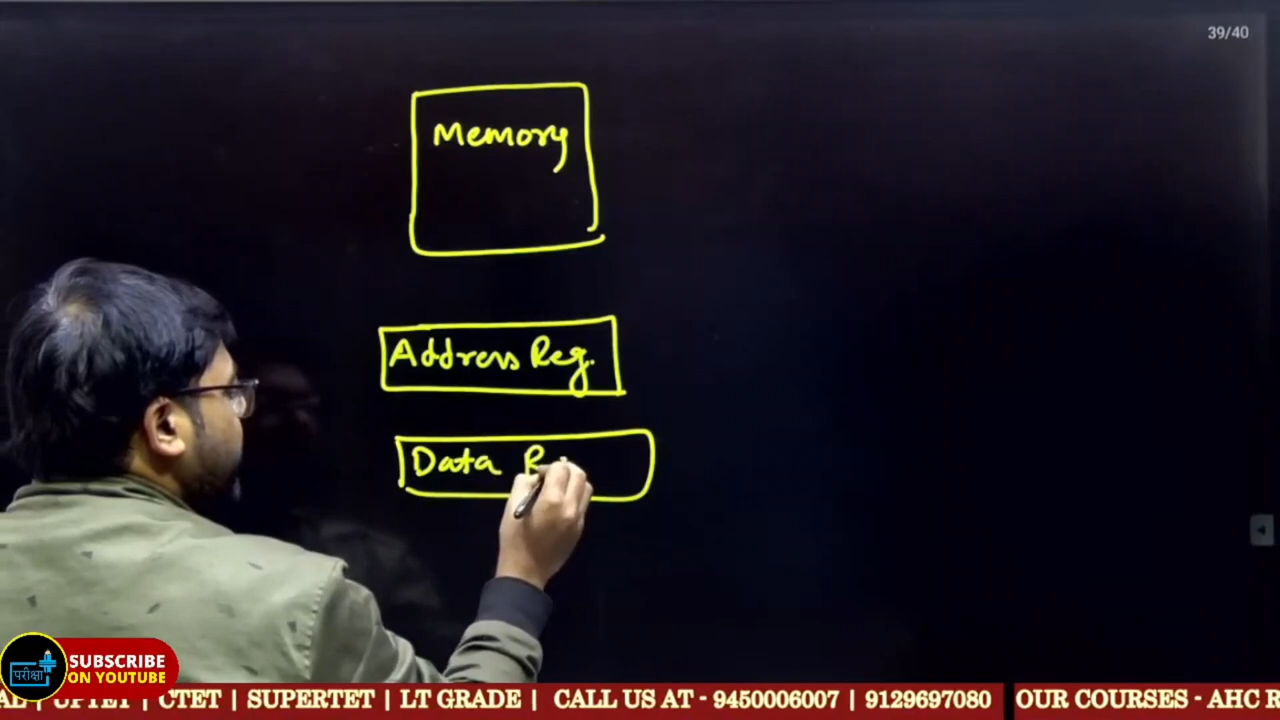 39/40
Memory
Address Reg.
Data
परीक्षा
SUBSCRIBE
ON YOUTUBE
| UPTET | CTET | SUPERTET | LT GRADE | CALL US AT - 9450006007 | 9129697080 | OUR COURSES - AHC